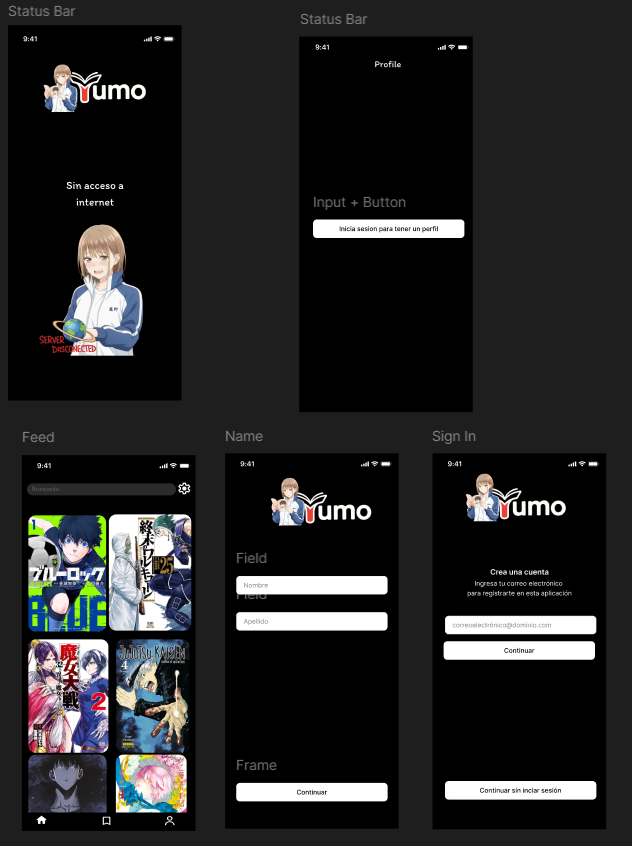 Status Bar
9:41
Yumo
Sin acceso a
internet
SERVER
DISCONECTED
Status Bar
9:41
Profile
Input + Button
Inicia sesion para tener un perfil
Feed
9:41
Busqueda
1
ブルーロック
BLUE
終末のワルキューレ
25
魔女大戦
2
JUJUTSU KAISEN
4
Name
9:41
Yumo
Field
Nombre
Field
Apellido
Frame
Continuar
Sign In
9:41
Yumo
Crea una cuenta
Ingresa tu correo electrónico
para registrarte en esta aplicación
correoelectrónico@dominio.com
Continuar
Continuar sin inciar sesión